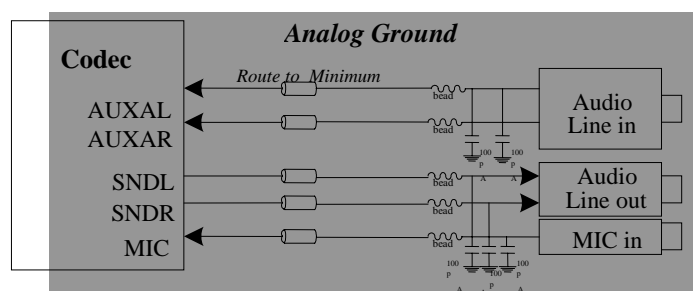 Analog Ground
Codec
Route to Minimum
AUXAL
bead
Audio
Line in
AUXAR
bead
100
p
A
100
p
A
SNDL
bead
Audio
Line out
SNDR
bead
MIC
bead
MIC in
100
p
A
100
p
100
p
A